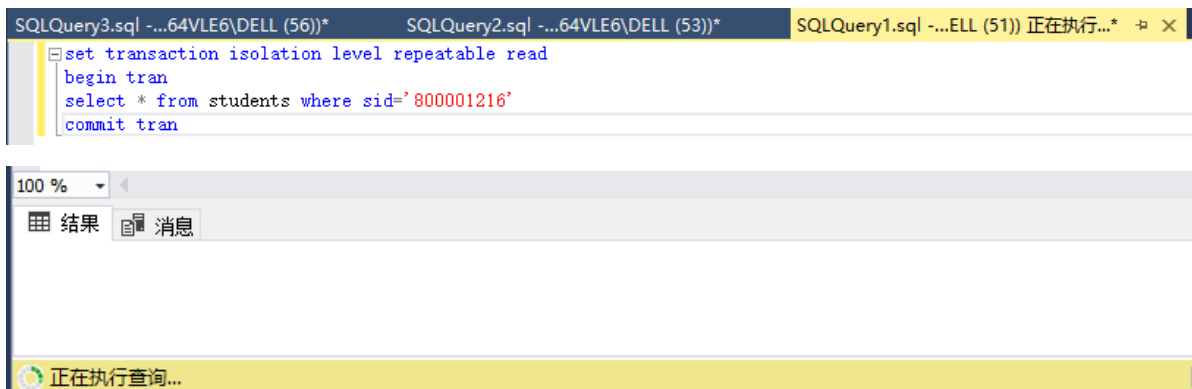 SQLQuery3.sql -...64VLE6\DELL (56))* SQLQuery2.sql -...64VLE6\DELL (53))* SQLQuery1.sql -...ELL (51)) 正在执行...*
set transaction isolation level repeatable read
begin tran
select * from students where sid='800001216'
commit tran
100 %
结果 消息
正在执行查询...